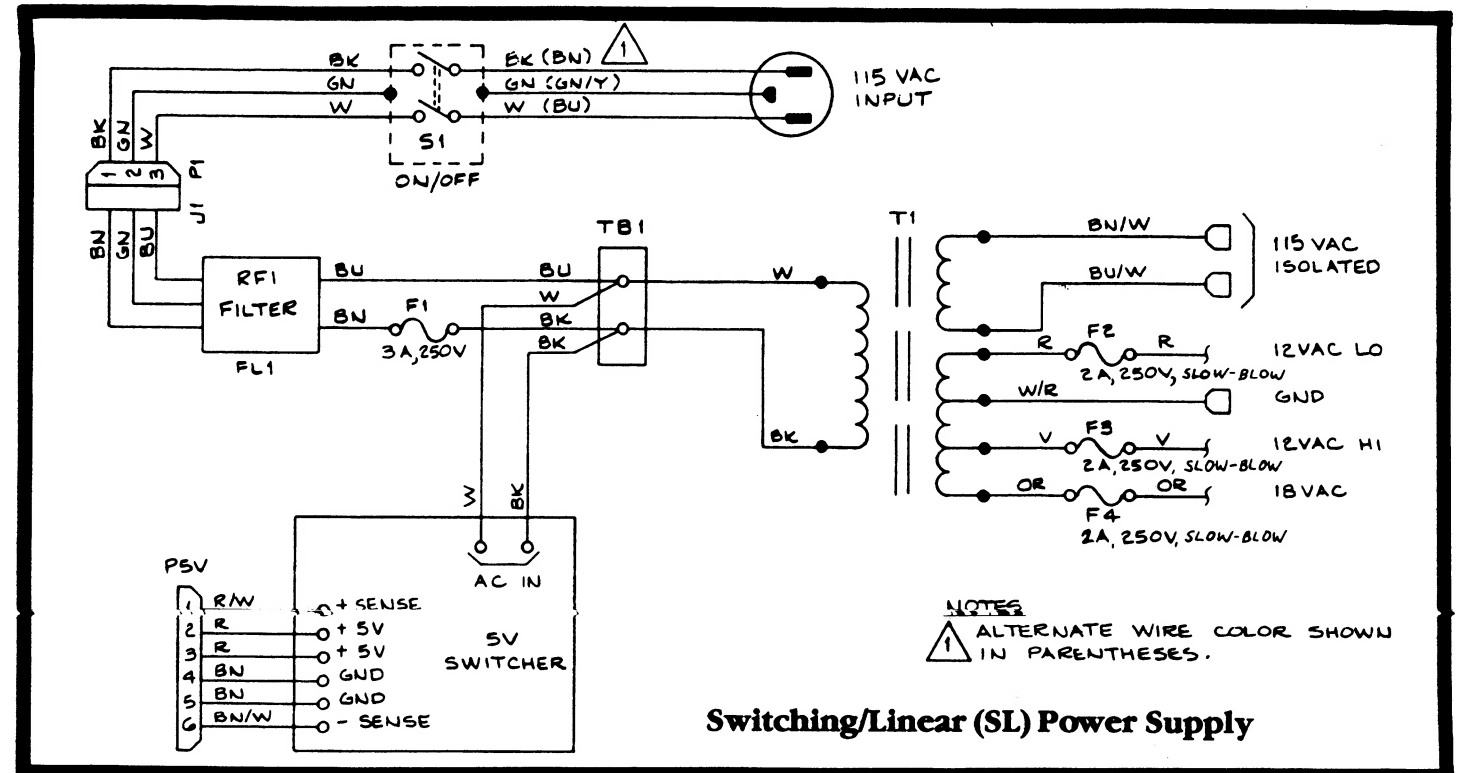 BK
GN
W
BK (BN)
GN (GN/Y)
W (BU)
1
115 VAC
INPUT
S1
ON/OFF
BK
GN
W
1
2
3
P1
J1
BN
GN
BU
RFI
FILTER
FL1
BU
BN
F1
3A, 250V
TB1
BU
W
BK
BK
W
BK
T1
BN/W
BU/W
115 VAC
ISOLATED
R
F2
R
12VAC LO
2A, 250V, SLOW-BLOW
W/R
GND
V
F3
V
12VAC HI
2A, 250V, SLOW-BLOW
OR
OR
18VAC
F4
2A, 250V, SLOW-BLOW
W
BK
AC IN
5V
SWITCHER
P5V
1 R/W + SENSE
2 R + 5V
3 R + 5V
4 BN GND
5 BN GND
6 BN/W - SENSE
NOTES
1 ALTERNATE WIRE COLOR SHOWN
IN PARENTHESES.
Switching/Linear (SL) Power Supply